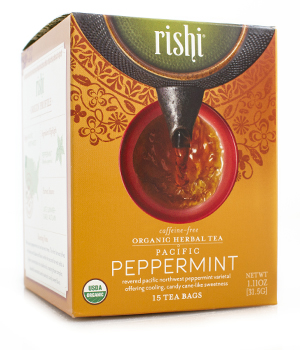 rishi
caffeine-free
ORGANIC HERBAL TEA
PACIFIC
PEPPERMINT
revered pacific northwest peppermint varietal
offering cooling, candy cane-like sweetness
15 TEA BAGS
USDA
ORGANIC
NET WT
1.11OZ
[31.5G]